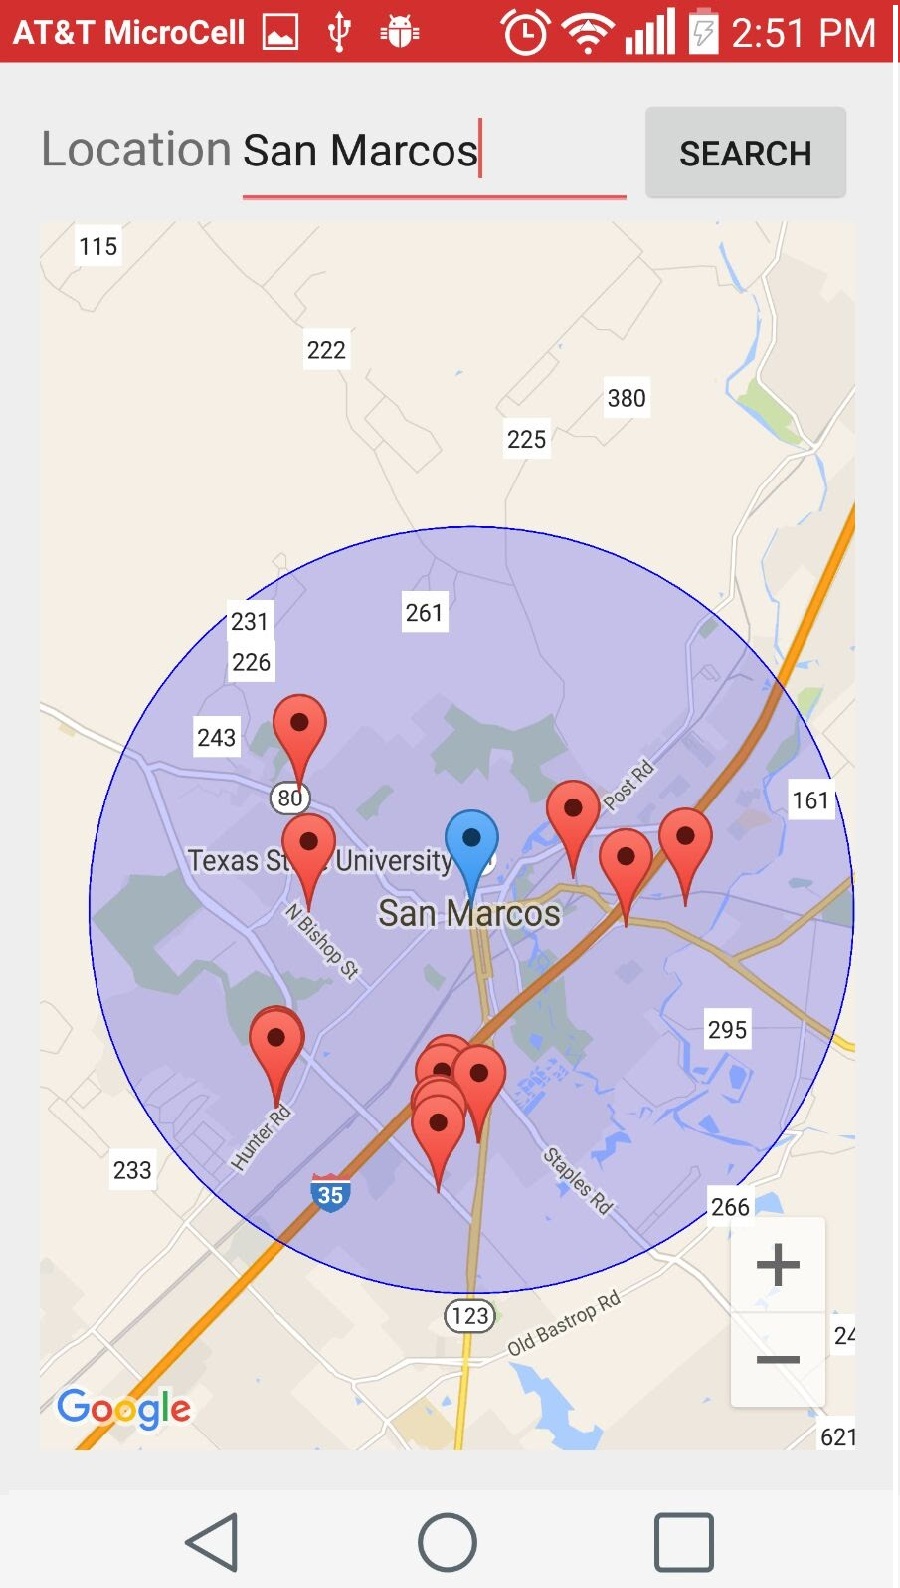 AT&T MicroCell 2:51 PM
Location San Marcos SEARCH
115
222
380
225
261
231
226
243
80
Post Rd
161
Texas St e University
San Marcos
N Bishop St
295
Hunter Rd
233
35
Staples Rd
266
+
123
Old Bastrop Rd
24
−
Google
621